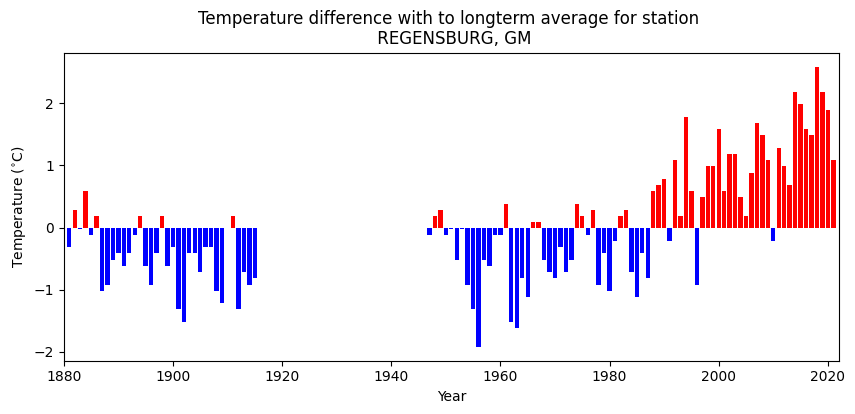 Temperature difference with to longterm average for station
REGENSBURG, GM
Temperature (°C)
2
1
0
−1
−2
1880 1900 1920 1940 1960 1980 2000 2020
Year